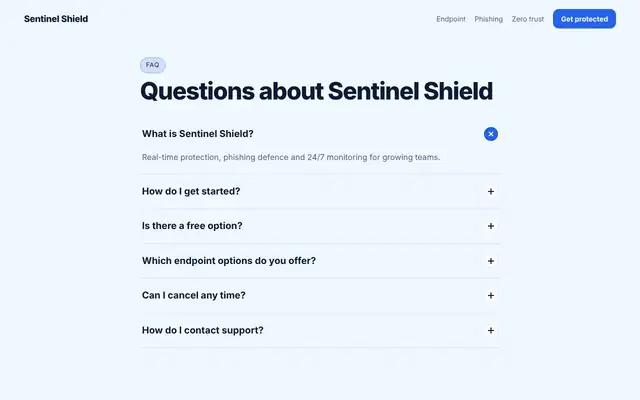 Sentinel Shield
Endpoint Phishing Zero trust Get protected
FAQ
Questions about Sentinel Shield
What is Sentinel Shield?
Real-time protection, phishing defence and 24/7 monitoring for growing teams.
How do I get started?
Is there a free option?
Which endpoint options do you offer?
Can I cancel any time?
How do I contact support?